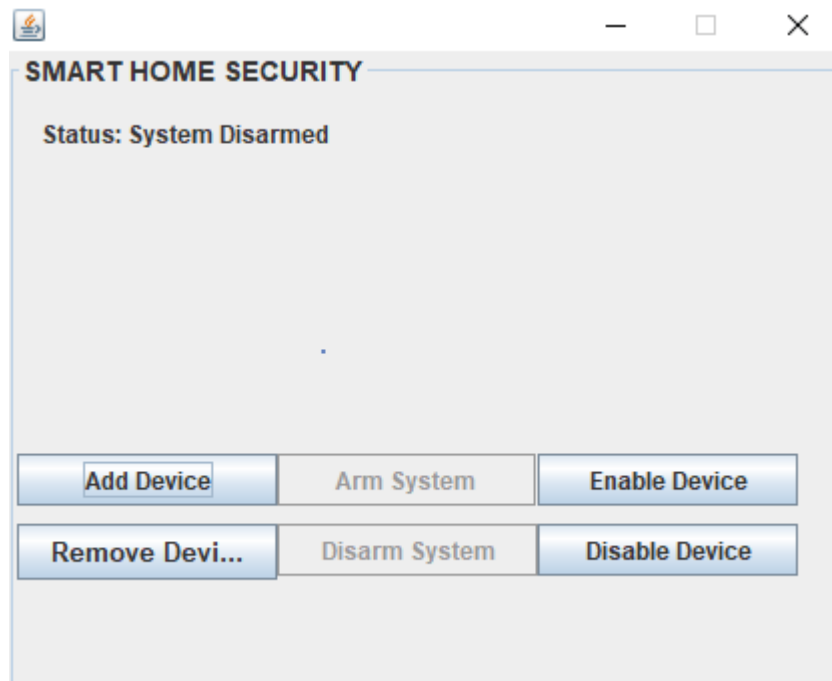 SMART HOME SECURITY
Status: System Disarmed
Add Device Arm System Enable Device
Remove Devi... Disarm System Disable Device